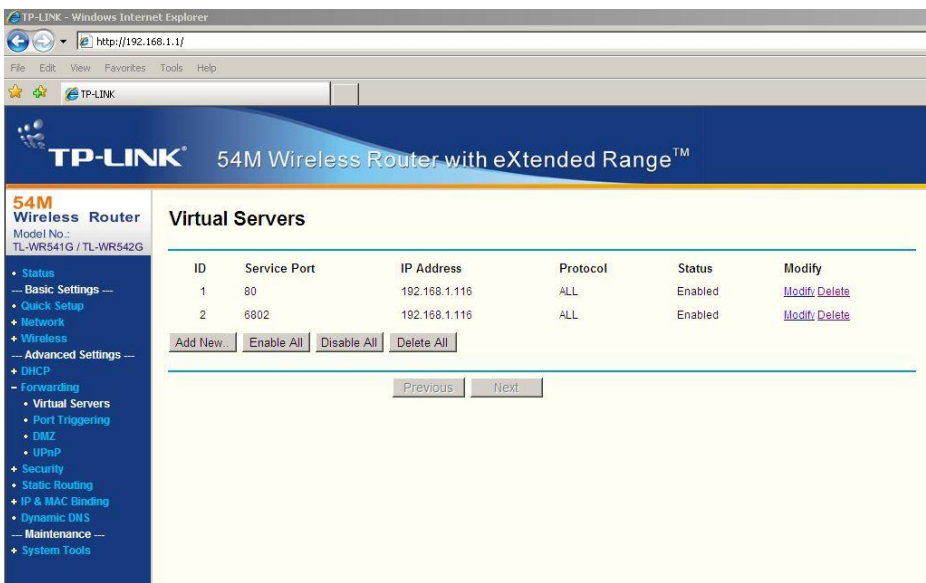 TP-LINK - Windows Internet Explorer
http://192.168.1.1/
File Edit View Favorites Tools Help
TP-LINK
TP-LINK® 54M Wireless Router with eXtended Range™
54M
Wireless Router
Model No.:
TL-WR541G / TL-WR542G
• Status
--- Basic Settings ---
• Quick Setup
+ Network
+ Wireless
--- Advanced Settings ---
+ DHCP
– Forwarding
• Virtual Servers
• Port Triggering
• DMZ
• UPnP
+ Security
• Static Routing
+ IP & MAC Binding
• Dynamic DNS
--- Maintenance ---
+ System Tools
Virtual Servers
ID Service Port IP Address Protocol Status Modify
1 80 192.168.1.116 ALL Enabled Modify Delete
2 6802 192.168.1.116 ALL Enabled Modify Delete
Add New.. Enable All Disable All Delete All
Previous Next